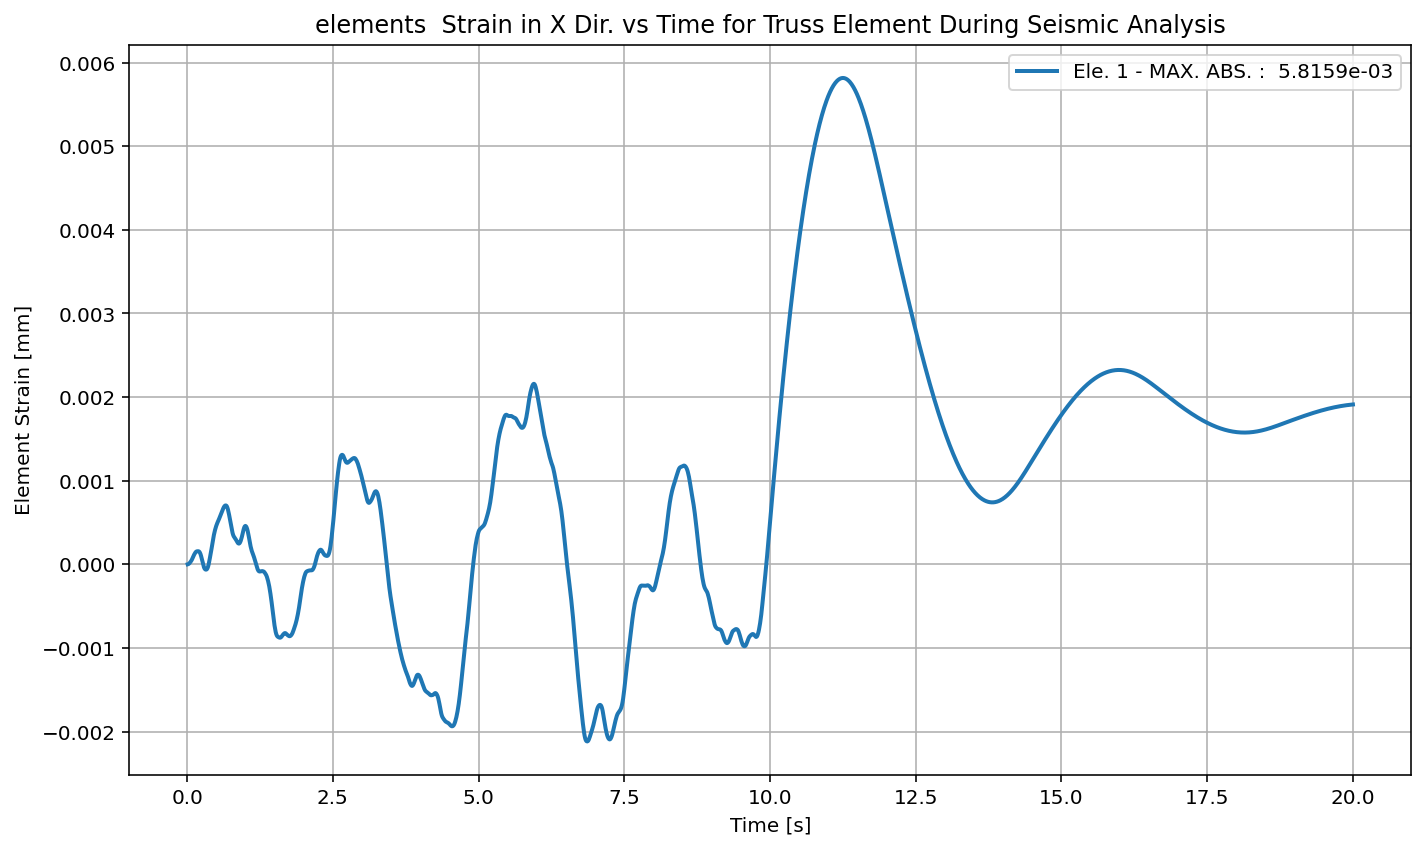 elements  Strain in X Dir. vs Time for Truss Element During Seismic Analysis
Ele. 1 - MAX. ABS. :  5.8159e-03
Element Strain [mm]
0.006
0.005
0.004
0.003
0.002
0.001
0.000
−0.001
−0.002
0.0 2.5 5.0 7.5 10.0 12.5 15.0 17.5 20.0
Time [s]